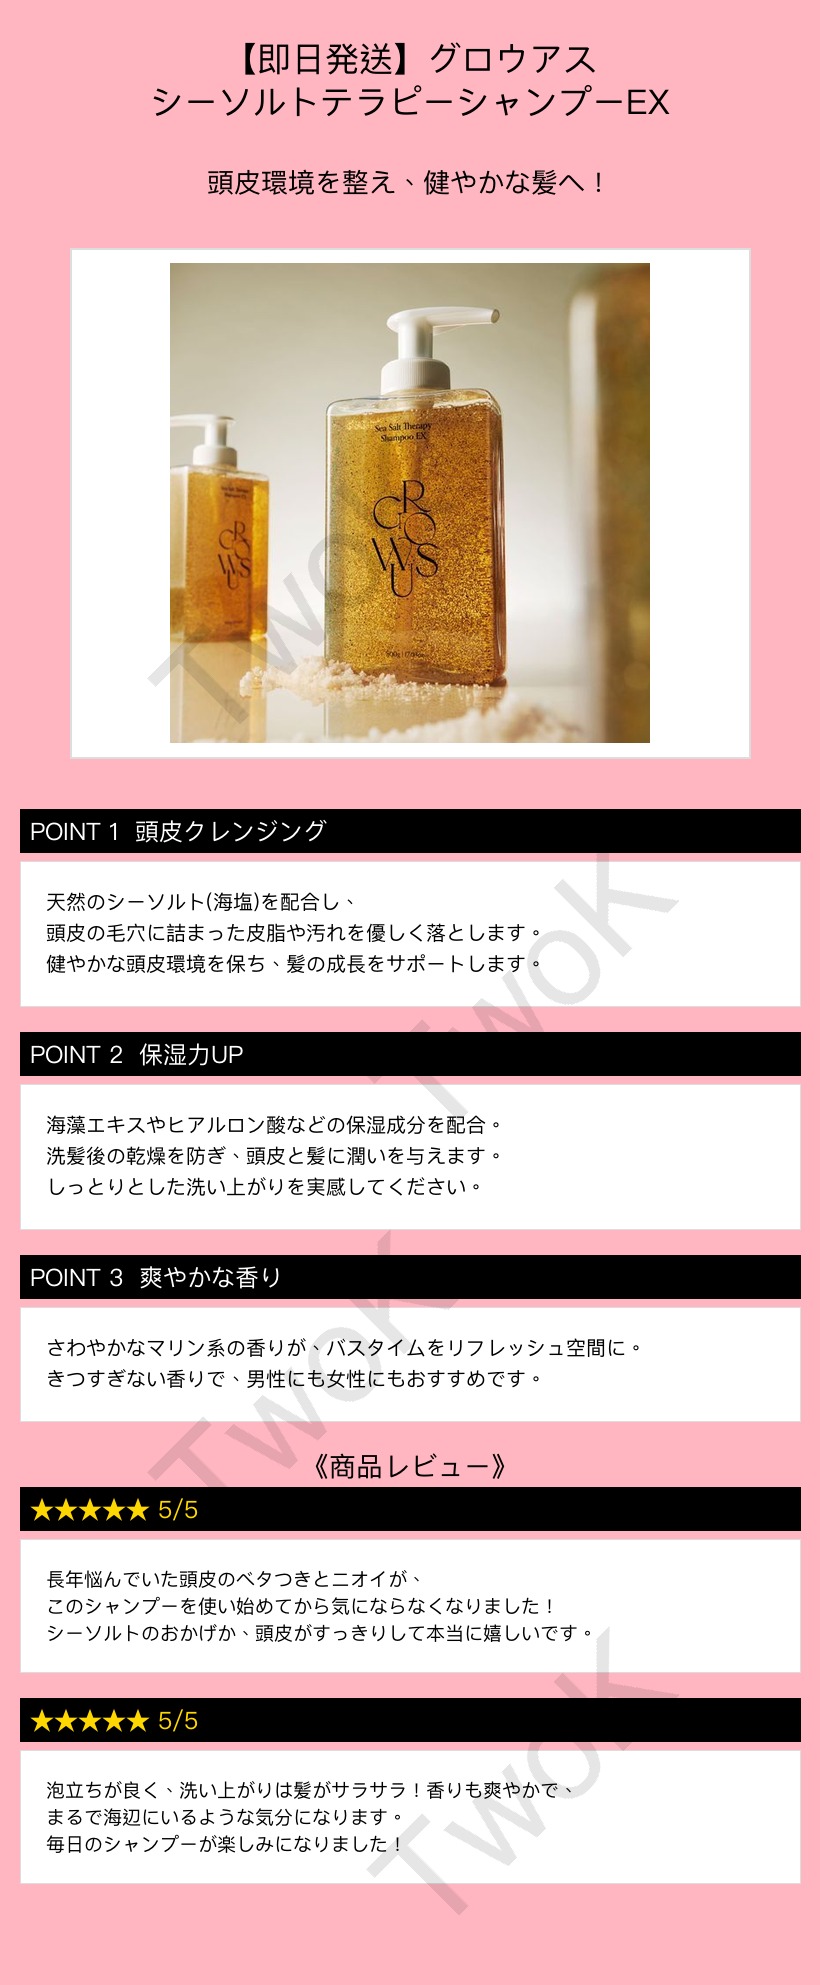 【即日発送】グロウアス
シーソルトテラピーシャンプーEX
頭皮環境を整え、健やかな髪へ！
Sea Salt Therapy
Shampoo EX
GROWUS
TwoK
POINT 1 頭皮クレンジング
天然のシーソルト(海塩)を配合し、
頭皮の毛穴に詰まった皮脂や汚れを優しく落とします。
健やかな頭皮環境を保ち、髪の成長をサポートします。
TwoK
POINT 2 保湿力UP
海藻エキスやヒアルロン酸などの保湿成分を配合。
洗髪後の乾燥を防ぎ、頭皮と髪に潤いを与えます。
しっとりとした洗い上がりを実感してください。
POINT 3 爽やかな香り
さわやかなマリン系の香りが、バスタイムをリフレッシュ空間に。
きつすぎない香りで、男性にも女性にもおすすめです。
TwoK
《商品レビュー》
★★★★★ 5/5
長年悩んでいた頭皮のベタつきとニオイが、
このシャンプーを使い始めてから気にならなくなりました！
シーソルトのおかげか、頭皮がすっきりして本当に嬉しいです。
★★★★★ 5/5
泡立ちが良く、洗い上がりは髪がサラサラ！香りも爽やかで、
まるで海辺にいるような気分になります。
毎日のシャンプーが楽しみになりました！
TwoK